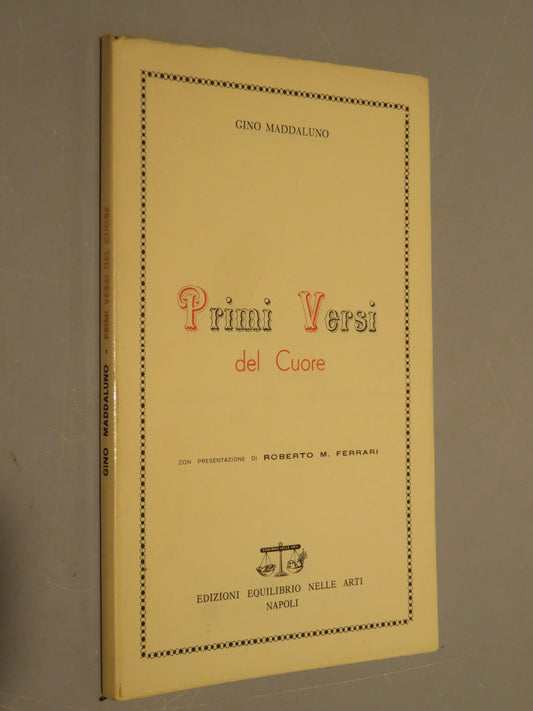 GINO MADDALUNO
Primi Versi
del Cuore
CON PRESENTAZIONE DI ROBERTO M. FERRARI
EDIZIONI EQUILIBRIO NELLE ARTI
NAPOLI
GINO MADDALUNO - PRIMI VERSI DEL CUORE